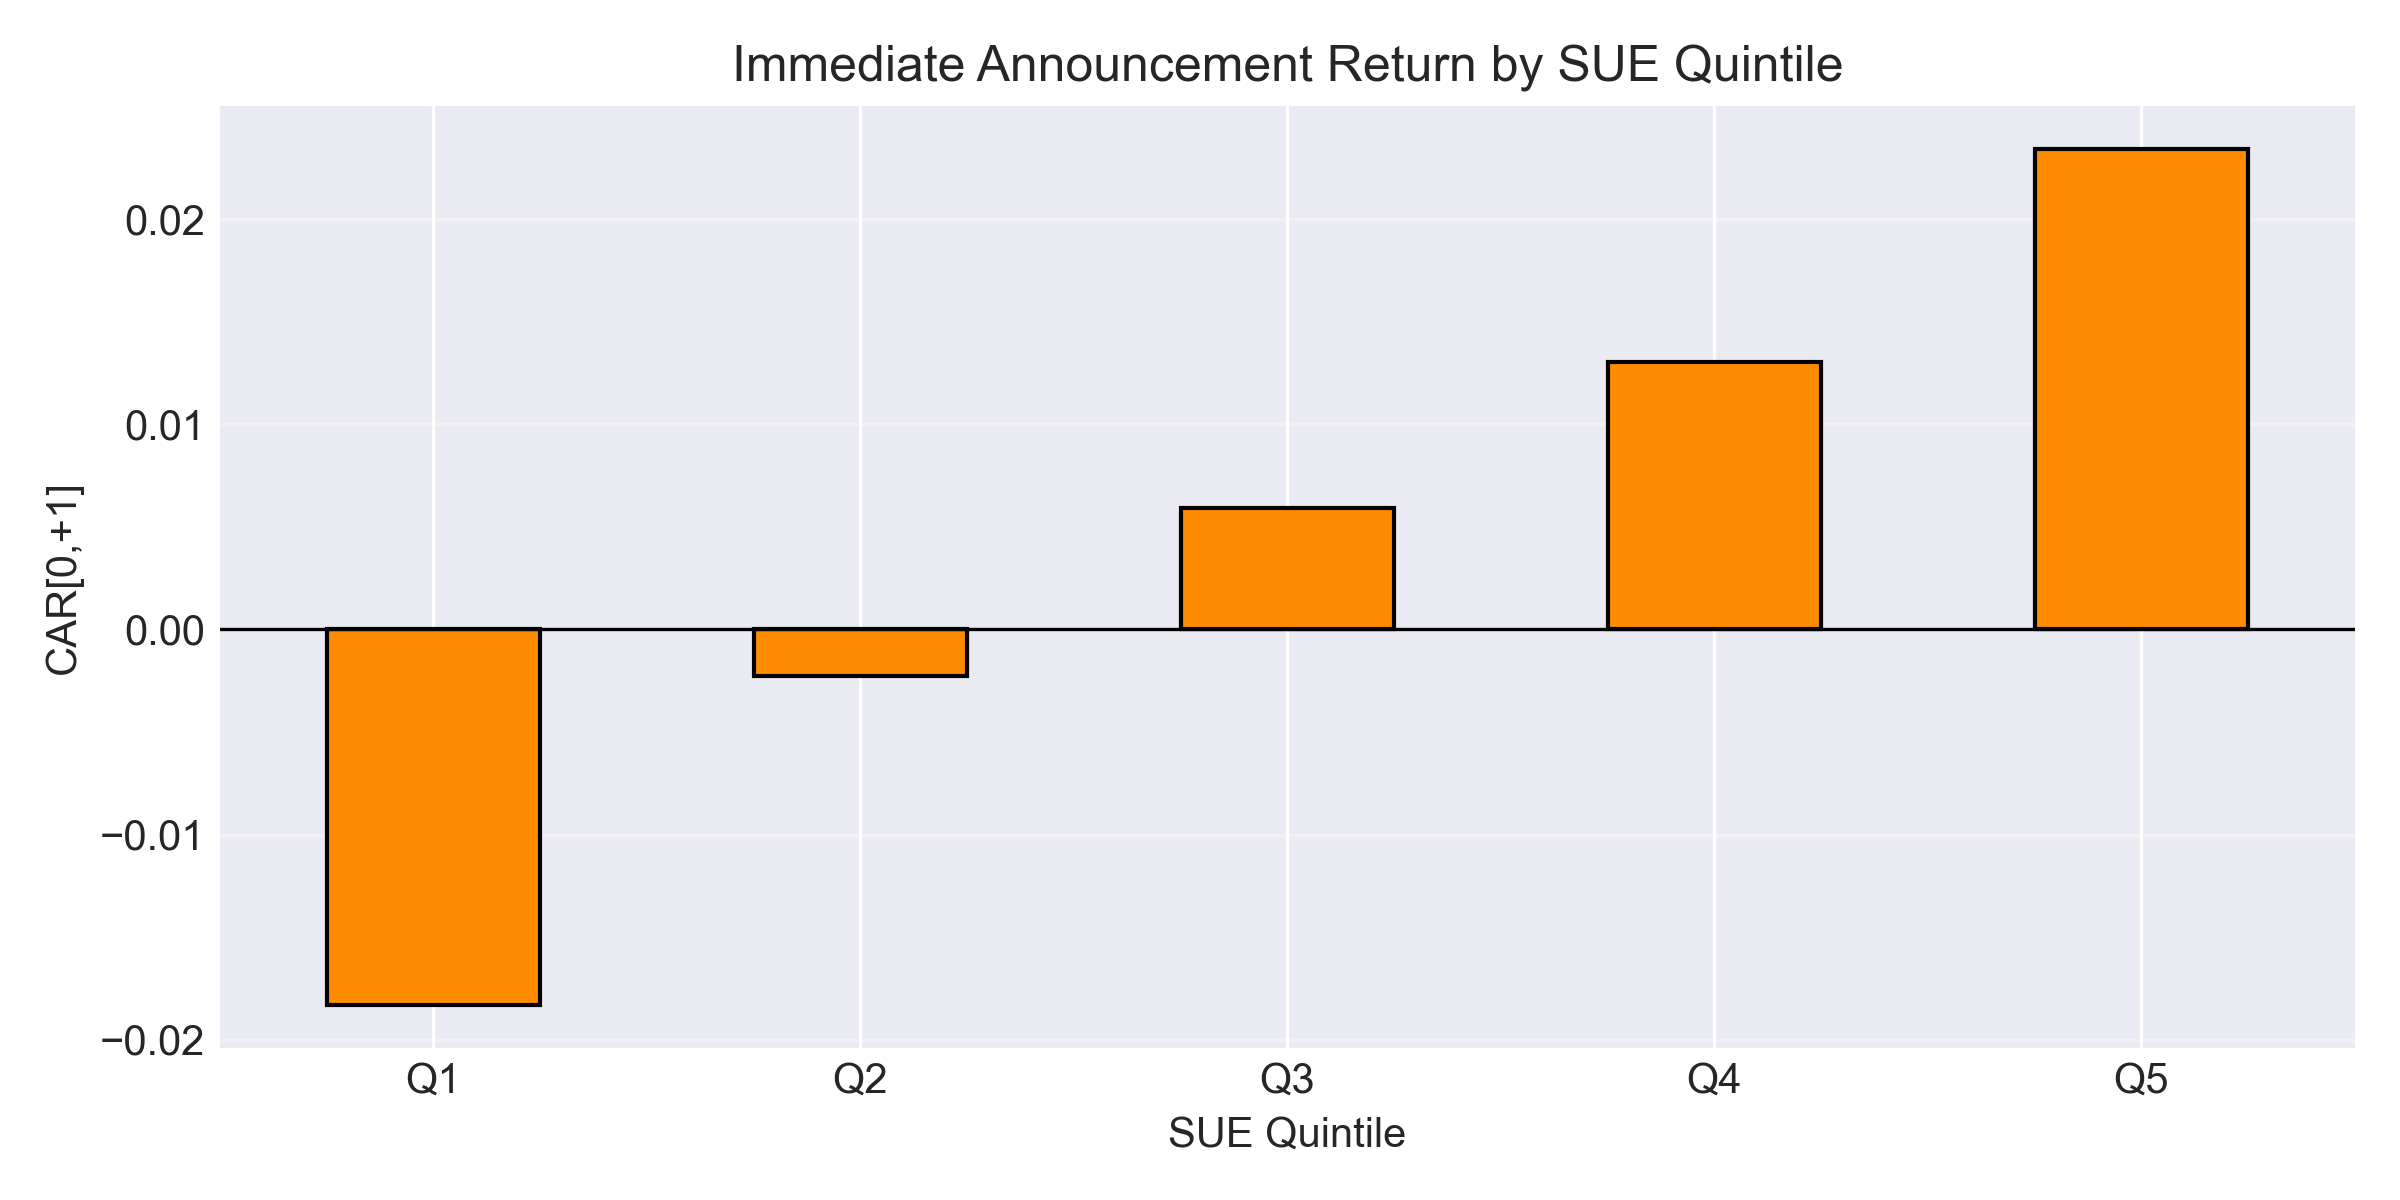 Immediate Announcement Return by SUE Quintile
CAR[0,+1]
0.02
0.01
0.00
−0.01
−0.02
Q1 Q2 Q3 Q4 Q5
SUE Quintile